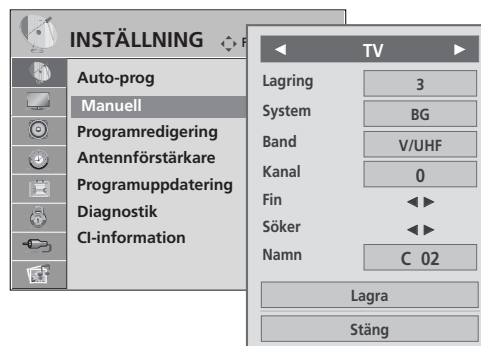 INSTÄLLNING
Auto-prog
Manuell
Programredigering
Antennförstärkare
Programuppdatering
Diagnostik
CI-information
◄ TV ►
Lagring 3
System BG
Band V/UHF
Kanal 0
Fin ◄ ►
Söker ◄ ►
Namn C 02
Lagra
Stäng